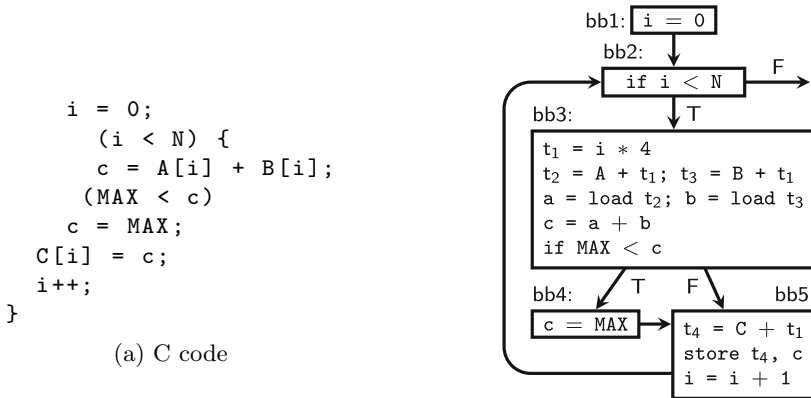 i = 0;
(i < N) {
c = A[i] + B[i];
(MAX < c)
c = MAX;
C[i] = c;
i++;
}
(a) C code
bb1: i = 0
bb2:
if i < N
F
T
bb3:
t₁ = i * 4
t₂ = A + t₁; t₃ = B + t₁
a = load t₂; b = load t₃
c = a + b
if MAX < c
T
F
bb4:
c = MAX
bb5
t₄ = C + t₁
store t₄, c
i = i + 1